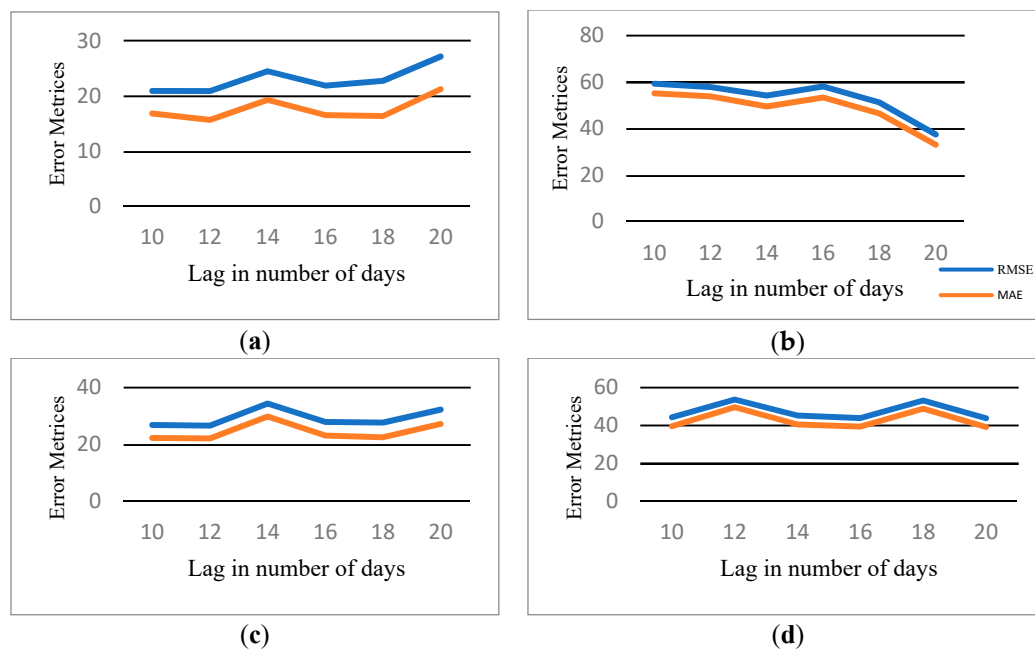 30
20
10
0
Error Metrices
10 12 14 16 18 20
Lag in number of days
(a)
80
60
40
20
0
Error Metrices
10 12 14 16 18 20
Lag in number of days
RMSE
MAE
(b)
40
20
0
Error Metrices
10 12 14 16 18 20
Lag in number of days
(c)
60
40
20
0
Error Metrices
10 12 14 16 18 20
Lag in number of days
(d)